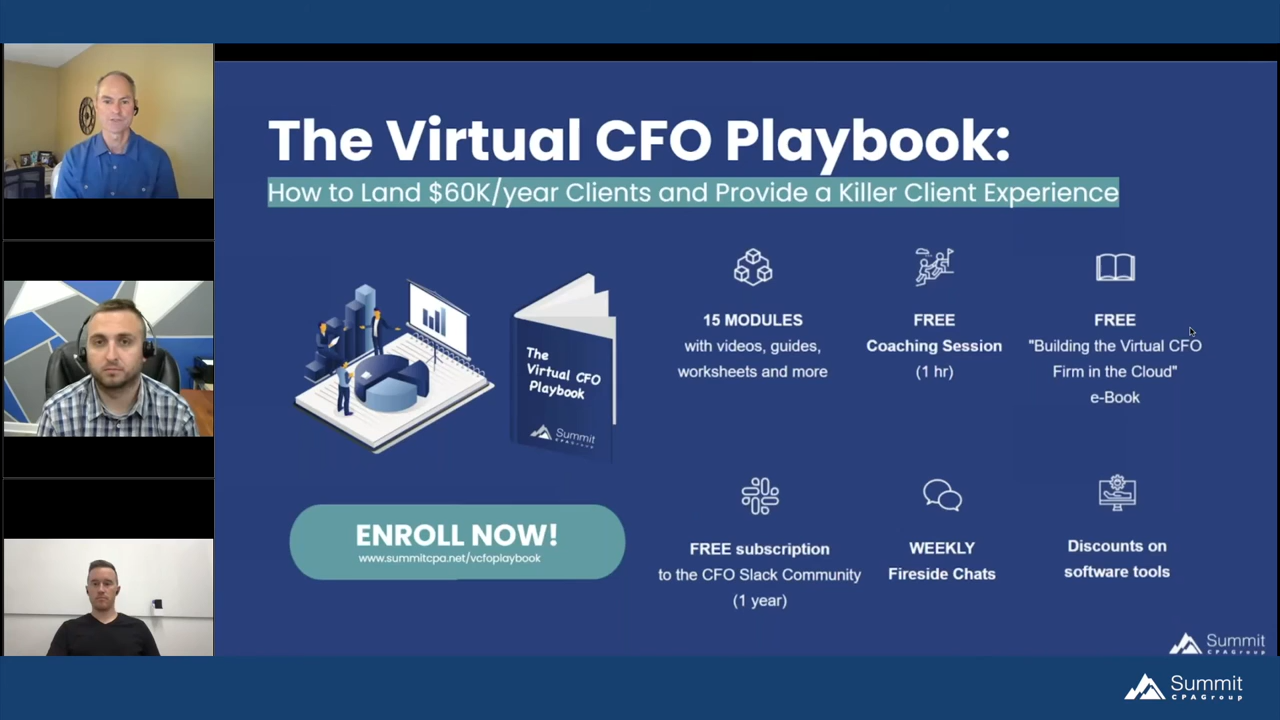 The Virtual CFO Playbook:
How to Land $60K/year Clients and Provide a Killer Client Experience
The
Virtual CFO
Playbook
Summit
CPAGroup
ENROLL NOW!
www.summitcpa.net/vcfoplaybook
15 MODULES
with videos, guides,
worksheets and more
FREE
Coaching Session
(1 hr)
FREE
"Building the Virtual CFO
Firm in the Cloud"
e-Book
FREE subscription
to the CFO Slack Community
(1 year)
WEEKLY
Fireside Chats
Discounts on
software tools
Summit
CPAGroup
Summit
CPAGroup